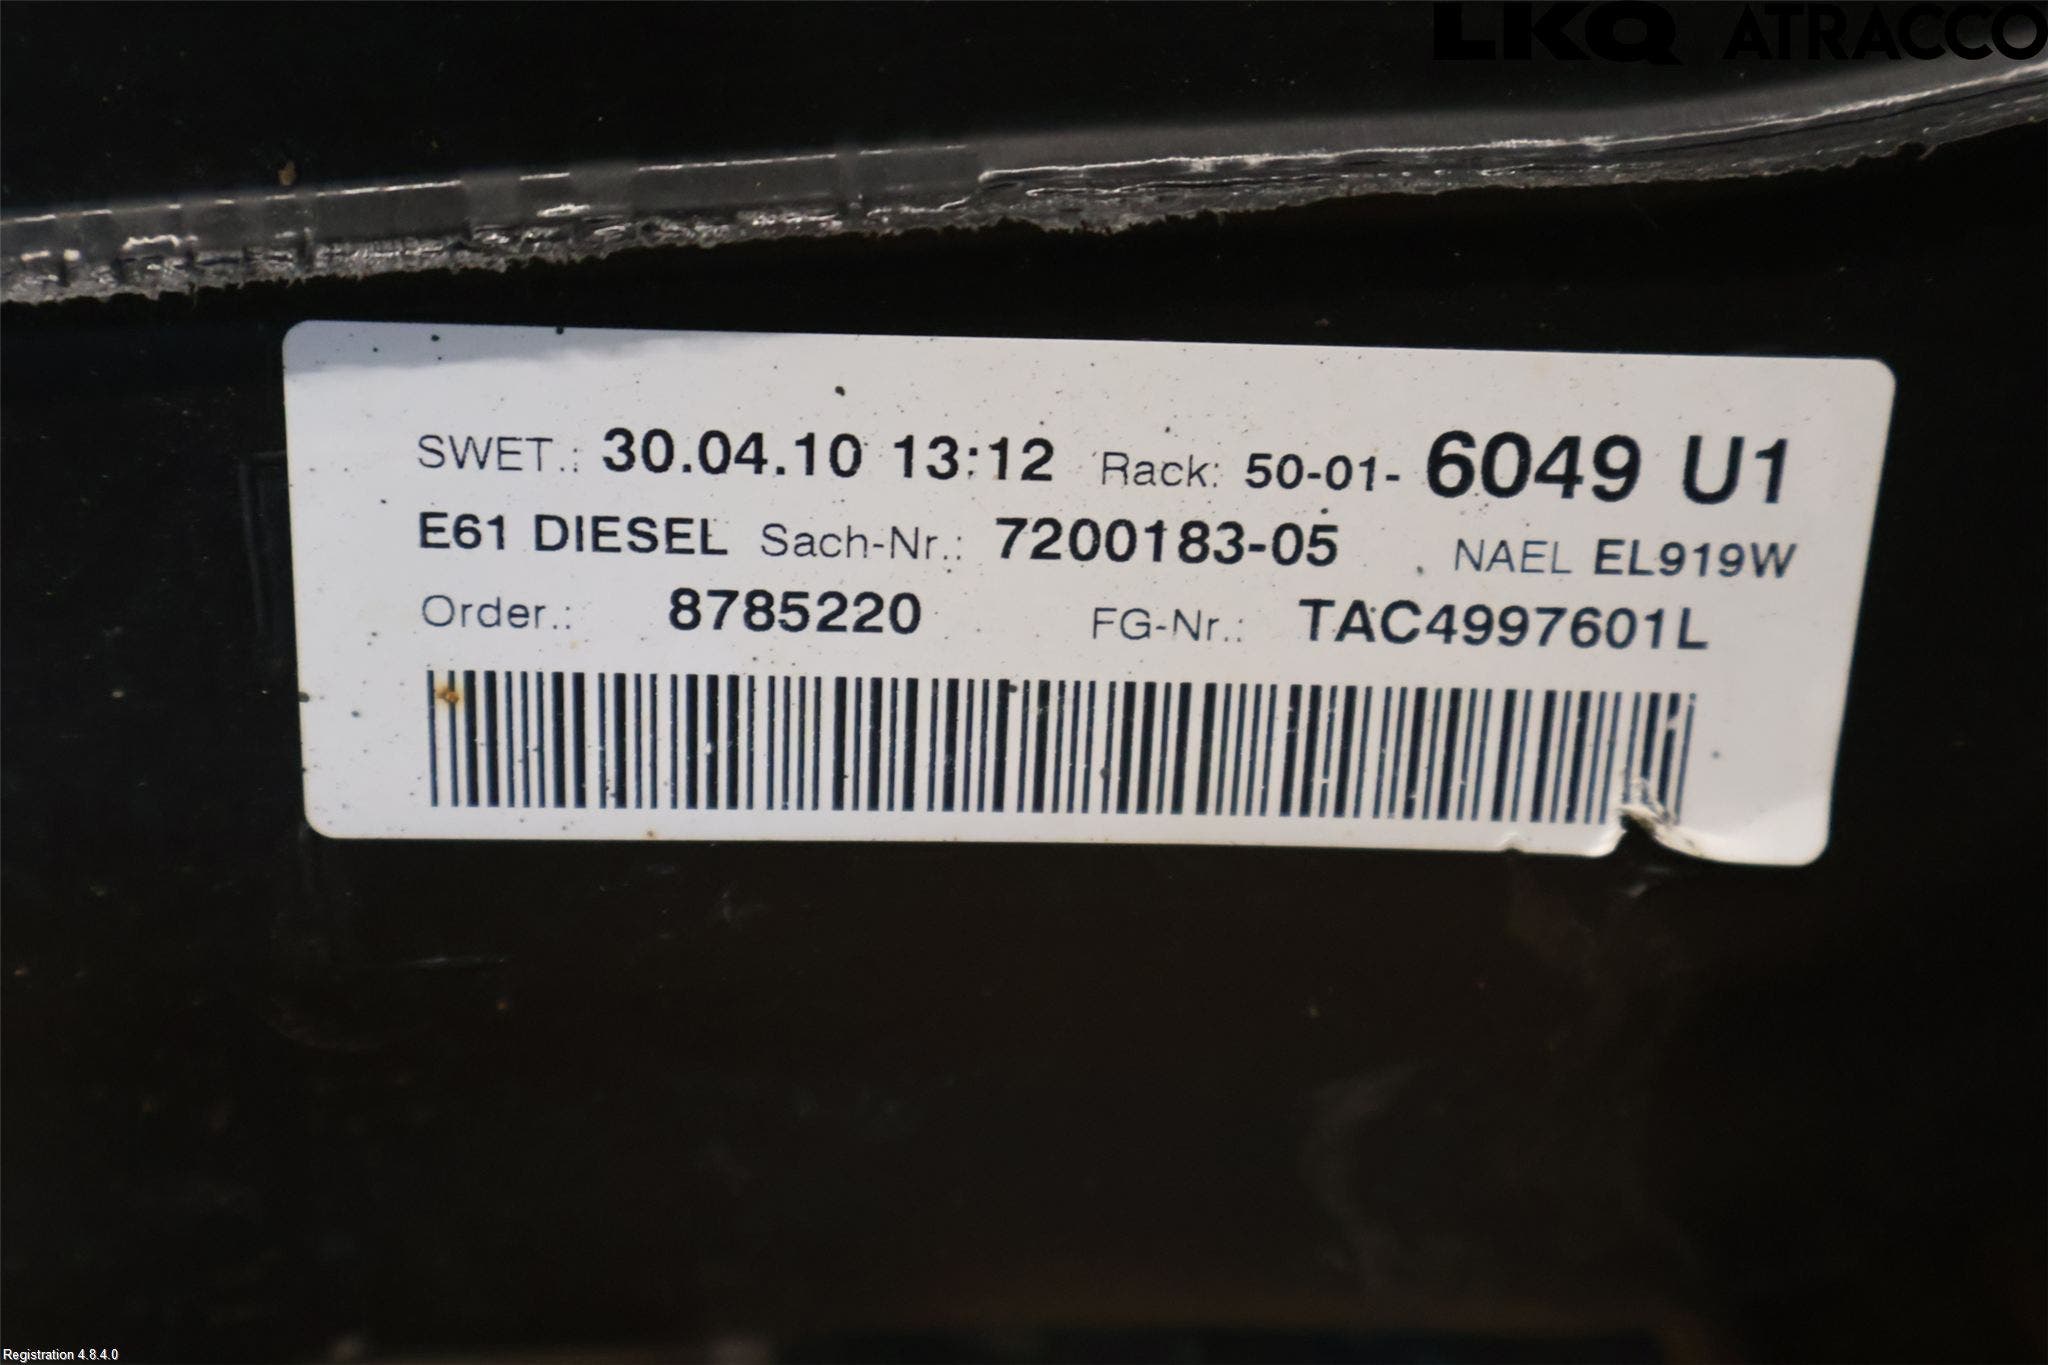 LKQ ATRACCO
SWET.: 30.04.10 13:12 Rack: 50-01- 6049 U1
E61 DIESEL Sach-Nr.: 7200183-05 NAEL EL919W
Order.: 8785220 FG-Nr.: TAC4997601L
Registration 4.8.4.0